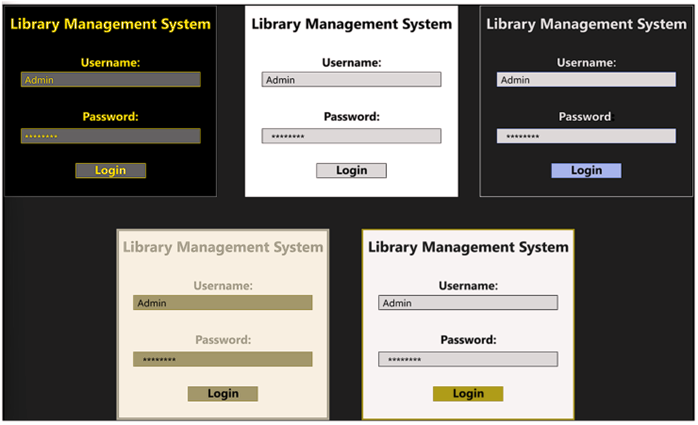 Library Management System
Username:
Admin
Password:
********
Login
Library Management System
Username:
Admin
Password:
********
Login
Library Management System
Username:
Admin
Password
********
Login
Library Management System
Username:
Admin
Password:
********
Login
Library Management System
Username:
Admin
Password:
********
Login